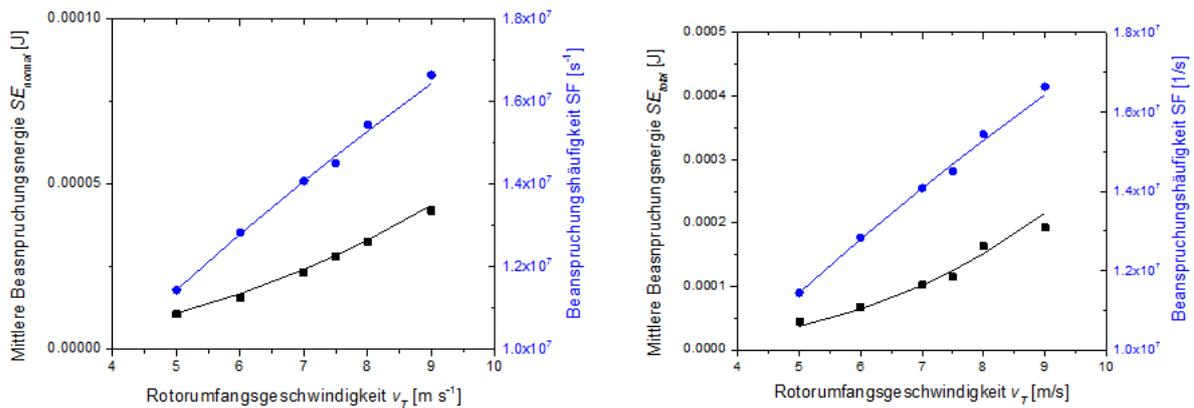 Mittlere Beasnpruchungsnergie SEnormal [J]
0.00010
0.00005
0.00000
4 5 6 7 8 9 10
Rotorumfangsgeschwindigkeit vT [m s-1]
1.8x10^7
1.6x10^7
1.4x10^7
1.2x10^7
1.0x10^7
Beanspruchungshäufigkeit SF [s-1]
Mittlere Beasnpruchungsenergie SEtotal [J]
0.0005
0.0004
0.0003
0.0002
0.0001
0.0000
4 5 6 7 8 9 10
Rotorumfangsgeschwindigkeit vT [m/s]
1.8x10^7
1.6x10^7
1.4x10^7
1.2x10^7
1.0x10^7
Beanspruchungshäufigkeit SF [1/s]